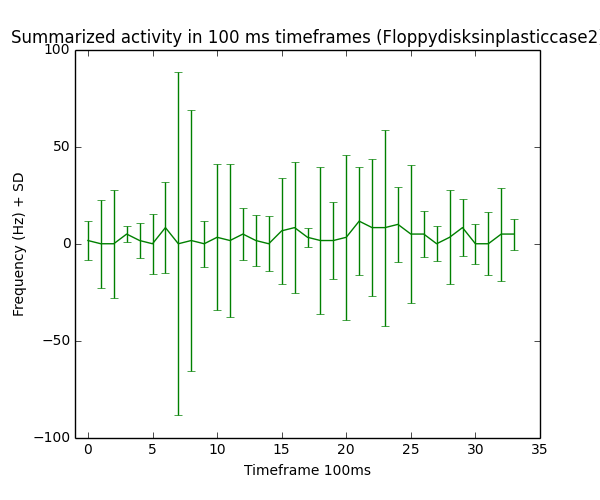 Summarized activity in 100 ms timeframes (Floppydisksinplasticcase2
100
50
0
−50
−100
Frequency (Hz) + SD
0 5 10 15 20 25 30 35
Timeframe 100ms